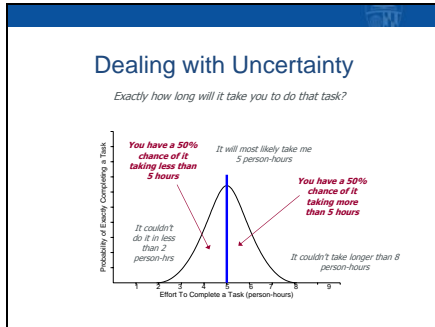 Dealing with Uncertainty
Exactly how long will it take you to do that task?
You have a 50%
chance of it
taking less than
5 hours
It will most likely take me
5 person-hours
You have a 50%
chance of it
taking more
than 5 hours
It couldn't
do it in less
than 2
person-hrs
It couldn't take longer than 8
person-hours
Probability of Exactly Completing a Task
1 2 3 4 5 6 7 8 9
Effort To Complete a Task (person-hours)